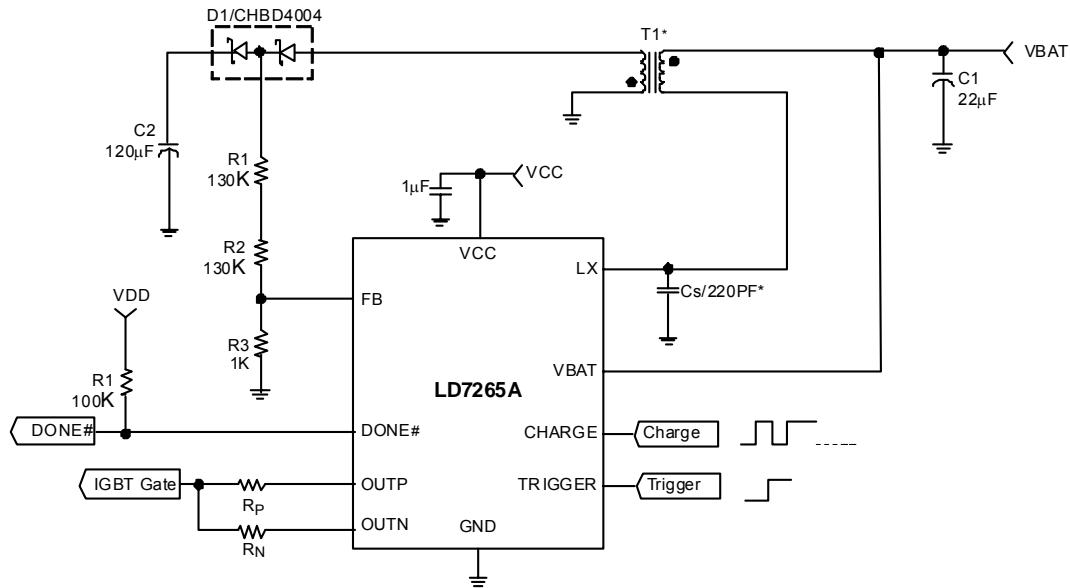 D1/CHBD4004
T1*
VBAT
C1
22μF
C2
120μF
R1
130K
1μF
VCC
R2
130K
VCC
LX
Cs/220PF*
VDD
FB
R3
1K
VBAT
LD7265A
R1
100K
DONE#
DONE#
CHARGE
Charge
IGBT Gate
OUTP
TRIGGER
Trigger
RP
OUTN
GND
RN